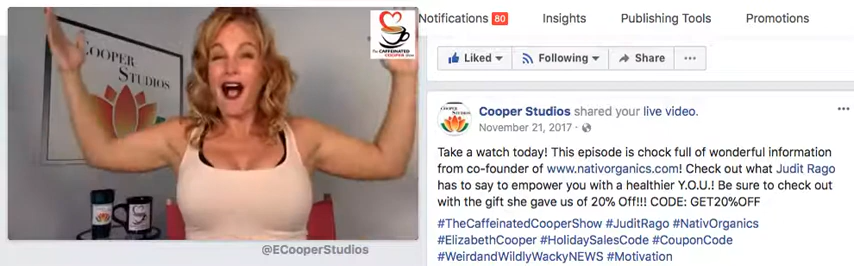 COOPER
STUDIOS
The CAFFEINATED
COOPER Show
Notifications 80 Insights Publishing Tools Promotions
Liked Following Share
Cooper Studios shared your live video.
November 21, 2017
Take a watch today! This episode is chock full of wonderful information
from co-founder of www.nativorganics.com! Check out what Judit Rago
has to say to empower you with a healthier Y.O.U.! Be sure to check out
with the gift she gave us of 20% Off!!! CODE: GET20%OFF
#TheCaffeinatedCooperShow #JuditRago #NativOrganics
#ElizabethCooper #HolidaySalesCode #CouponCode
#WeirdandWildlyWackyNEWS #Motivation
@ECooperStudios